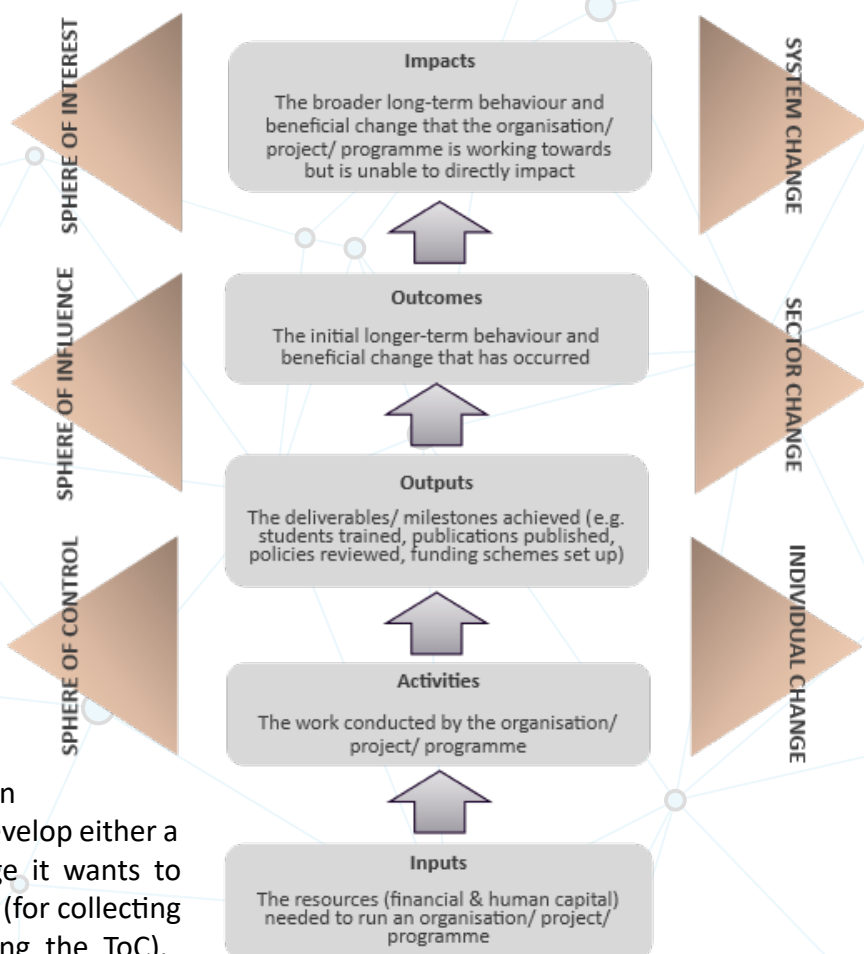 SPHERE OF INTEREST
Impacts
The broader long-term behaviour and
beneficial change that the organisation/
project/ programme is working towards
but is unable to directly impact
SYSTEM CHANGE
SPHERE OF INFLUENCE
Outcomes
The initial longer-term behaviour and
beneficial change that has occurred
SECTOR CHANGE
Outputs
The deliverables/ milestones achieved (e.g.
students trained, publications published,
policies reviewed, funding schemes set up)
SPHERE OF CONTROL
Activities
The work conducted by the organisation/
project/ programme
INDIVIDUAL CHANGE
Inputs
The resources (financial & human capital)
needed to run an organisation/ project/
programme
n
evelop either a
ge it wants to
(for collecting
ng the ToC).